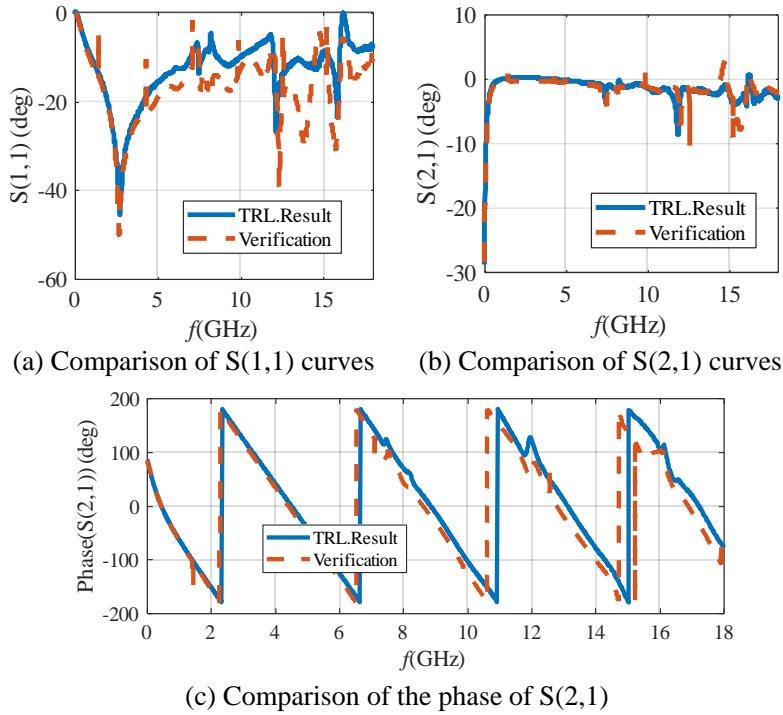 0
-20
-40
-60
S(1,1) (deg)
TRL.Result
Verification
0
5
10
15
f(GHz)
(a) Comparison of S(1,1) curves
10
0
-10
-20
-30
S(2,1) (deg)
TRL.Result
Verification
0
5
10
15
f(GHz)
(b) Comparison of S(2,1) curves
200
100
0
-100
-200
Phase(S(2,1)) (deg)
TRL.Result
Verification
0 2 4 6 8 10 12 14 16 18
f(GHz)
(c) Comparison of the phase of S(2,1)